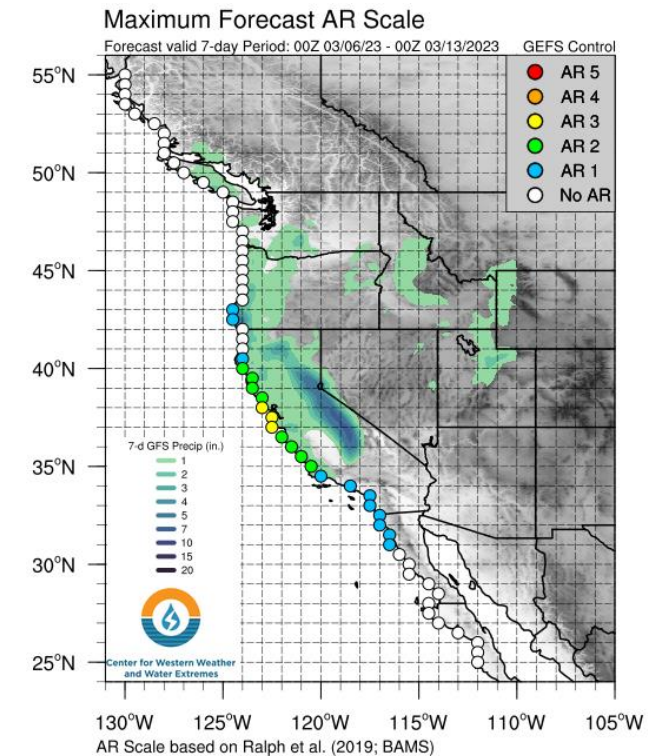 Maximum Forecast AR Scale
Forecast valid 7-day Period: 00Z 03/06/23 - 00Z 03/13/2023 GEFS Control
AR 5
AR 4
AR 3
AR 2
AR 1
No AR
55°N
50°N
45°N
40°N
35°N
30°N
25°N
7-d GFS Precip (in.)
1
2
3
4
5
7
10
15
20
Center for Western Weather
and Water Extremes
130°W 125°W 120°W 115°W 110°W 105°W
AR Scale based on Ralph et al. (2019; BAMS)